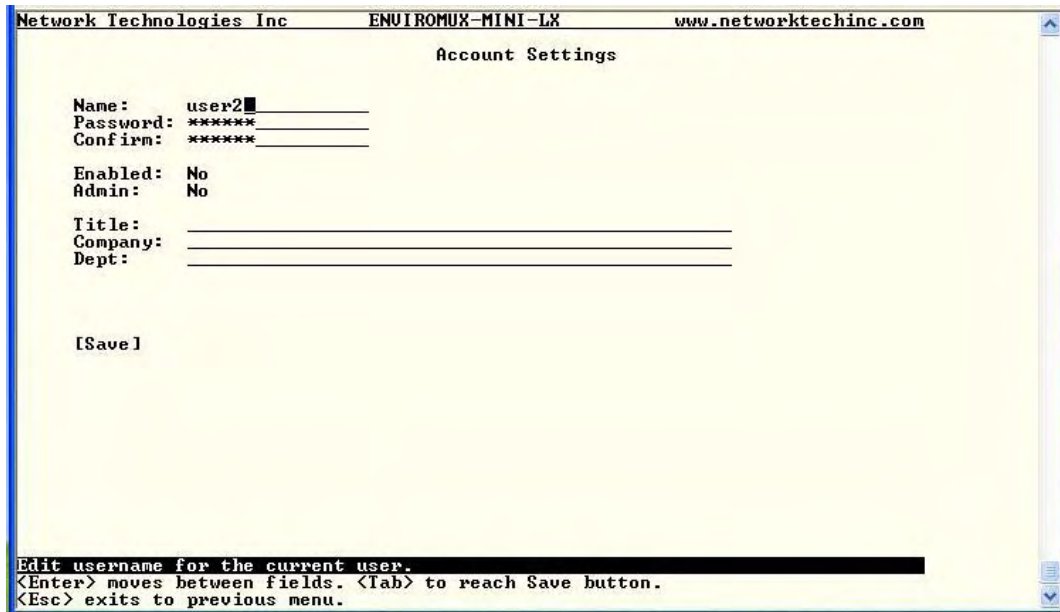 Network Technologies Inc ENVIROMUX-MINI-LX www.networktechinc.com
Account Settings
Name: user2
Password: ******
Confirm: ******
Enabled: No
Admin: No
Title:
Company:
Dept:
[Save]
Edit username for the current user.
<Enter> moves between fields. <Tab> to reach Save button.
<Esc> exits to previous menu.